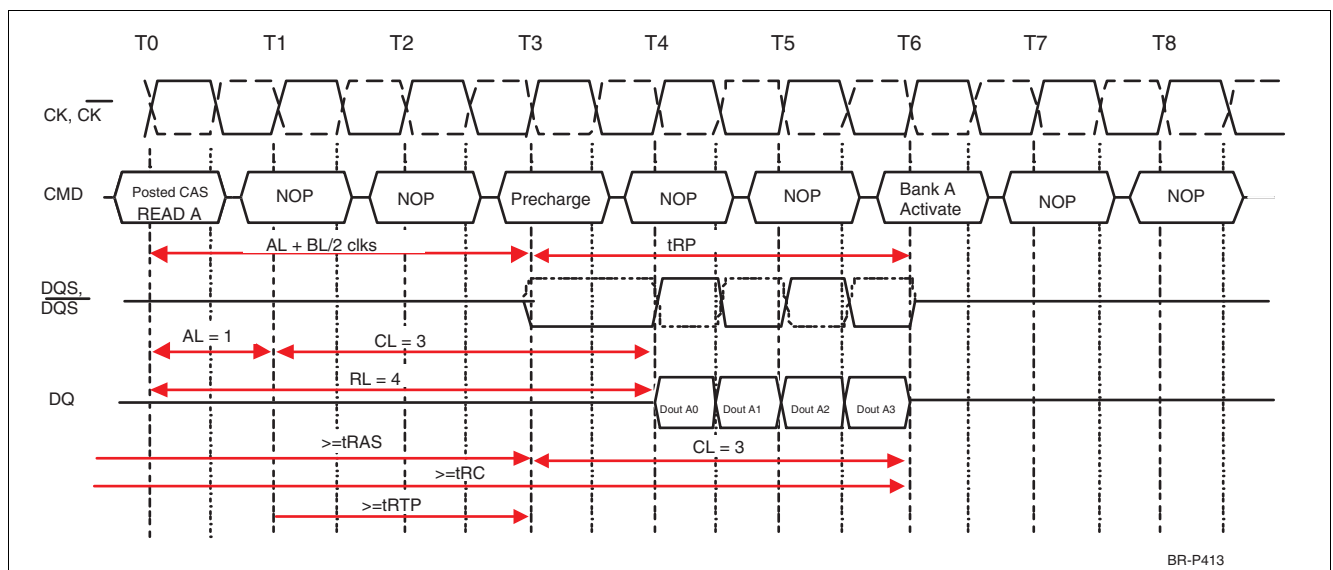 T0 T1 T2 T3 T4 T5 T6 T7 T8
CK, CK
CMD
Posted CAS
READ A
NOP
NOP
Precharge
NOP
NOP
Bank A
Activate
NOP
NOP
AL + BL/2 clks
tRP
DQS,
DQS
AL = 1
CL = 3
RL = 4
DQ
Dout A0
Dout A1
Dout A2
Dout A3
>=tRAS
CL = 3
>=tRC
>=tRTP
BR-P413